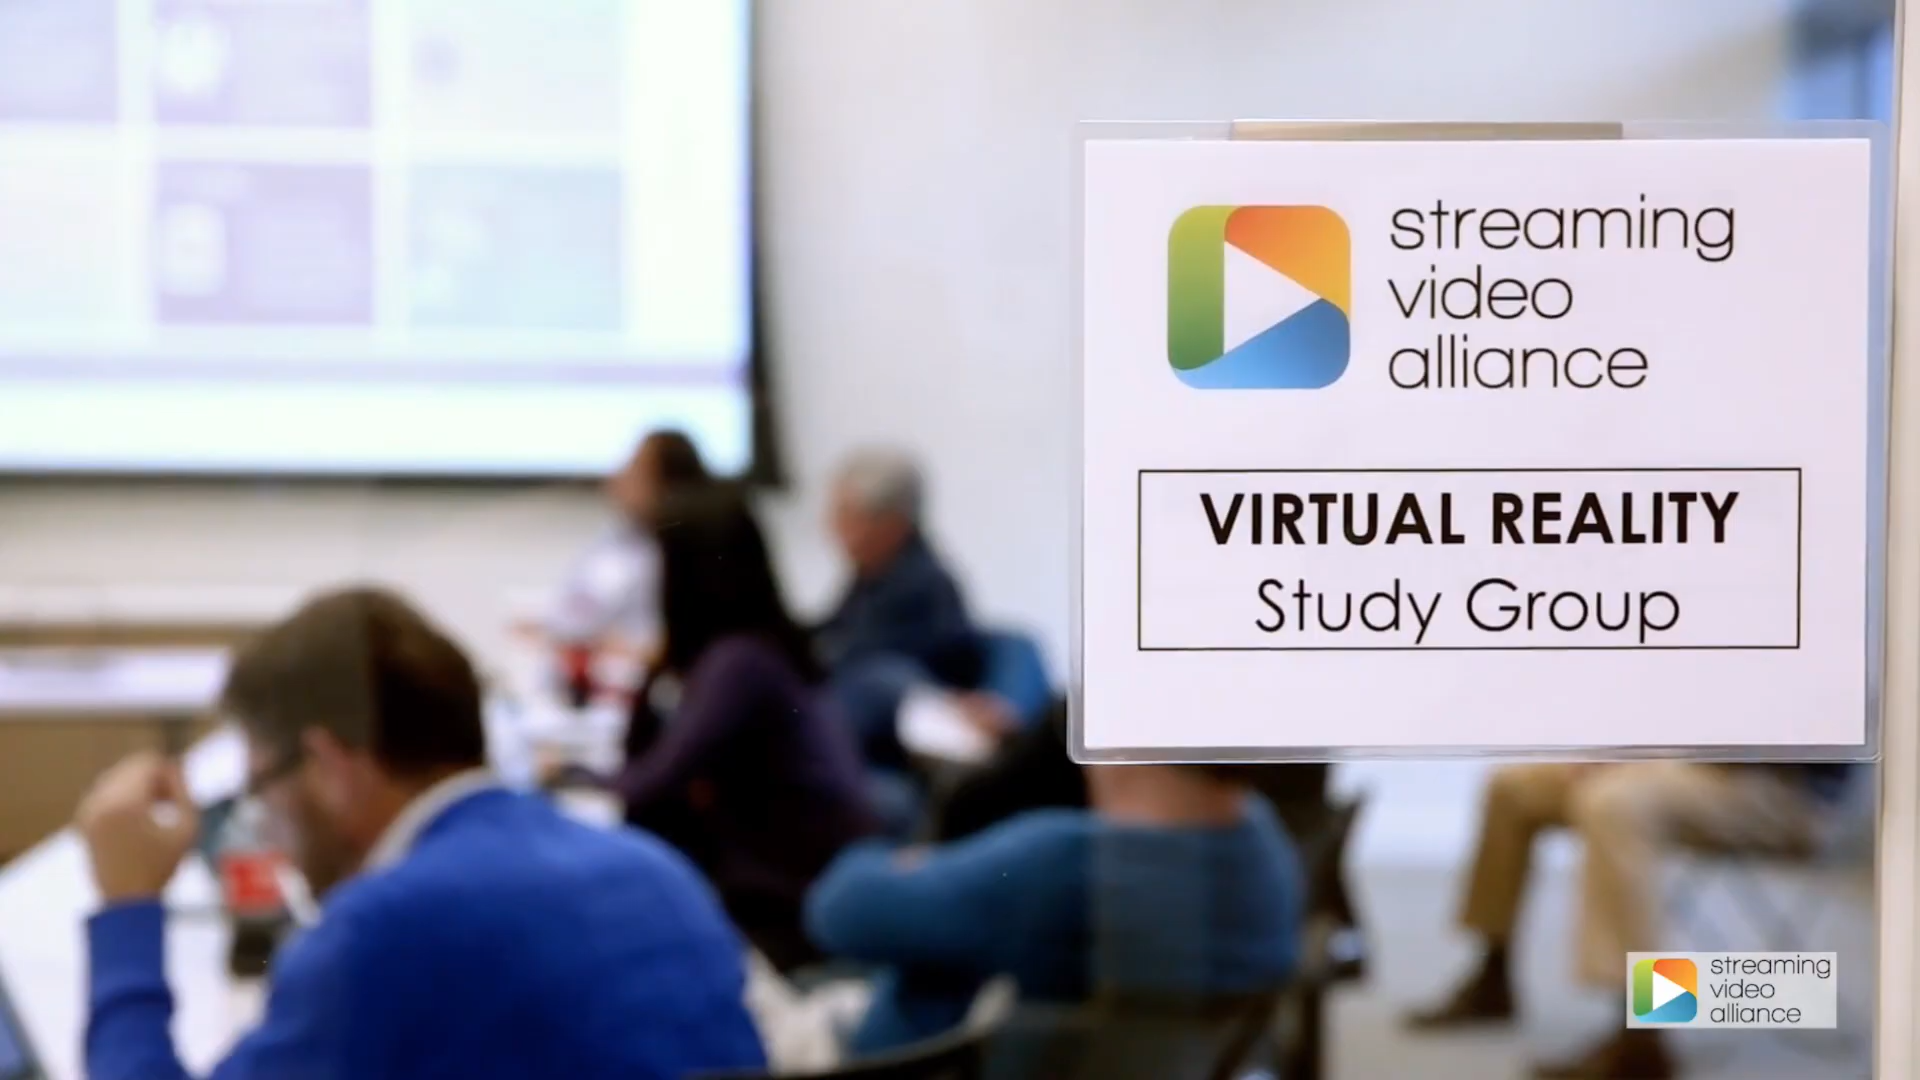 streaming
video
alliance
VIRTUAL REALITY
Study Group
streaming
video
alliance